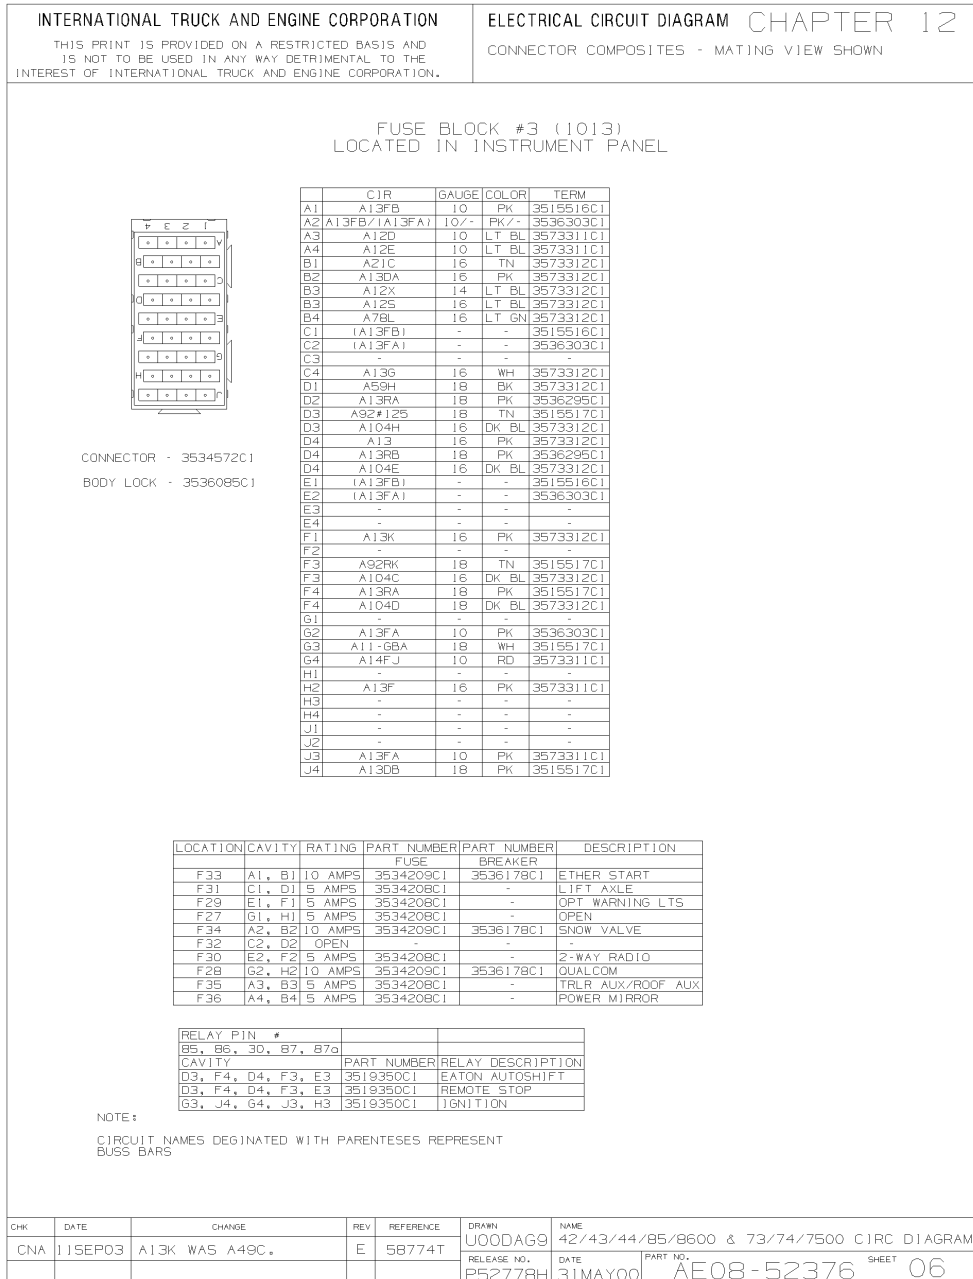 INTERNATIONAL TRUCK AND ENGINE CORPORATION
THIS PRINT IS PROVIDED ON A RESTRICTED BASIS AND
IS NOT TO BE USED IN ANY WAY DETRIMENTAL TO THE
INTEREST OF INTERNATIONAL TRUCK AND ENGINE CORPORATION.
ELECTRICAL CIRCUIT DIAGRAM CHAPTER 12
CONNECTOR COMPOSITES - MATING VIEW SHOWN
FUSE BLOCK #3 (1013)
LOCATED IN INSTRUMENT PANEL
4 3 2 1
A
B
C
D
E
F
G
H
J
CONNECTOR - 3534572C1
BODY LOCK - 3536085C1
CIR GAUGE COLOR TERM
A1 A13FB 10 PK 3515516C1
A2 A13FB/(A13FA) 10/- PK/- 3536303C1
A3 A12D 10 LT BL 3573311C1
A4 A12E 10 LT BL 3573311C1
B1 A21C 16 TN 3573312C1
B2 A13DA 16 PK 3573312C1
B3 A12X 14 LT BL 3573312C1
B3 A12S 16 LT BL 3573312C1
B4 A78L 16 LT GN 3573312C1
C1 (A13FB) - - 3515516C1
C2 (A13FA) - - 3536303C1
C3 - - - -
C4 A13G 16 WH 3573312C1
D1 A59H 18 BK 3573312C1
D2 A13RA 18 PK 3536295C1
D3 A92#125 18 TN 3515517C1
D3 A104H 16 DK BL 3573312C1
D4 A13 16 PK 3573312C1
D4 A13RB 18 PK 3536295C1
D4 A104E 16 DK BL 3573312C1
E1 (A13FB) - - 3515516C1
E2 (A13FA) - - 3536303C1
E3 - - - -
E4 - - - -
F1 A13K 16 PK 3573312C1
F2 - - - -
F3 A92RK 18 TN 3515517C1
F3 A104C 16 DK BL 3573312C1
F4 A13RA 18 PK 3515517C1
F4 A104D 18 DK BL 3573312C1
G1 - - - -
G2 A13FA 10 PK 3536303C1
G3 A11-GBA 18 WH 3515517C1
G4 A14FJ 10 RD 3573311C1
H1 - - - -
H2 A13F 16 PK 3573311C1
H3 - - - -
H4 - - - -
J1 - - - -
J2 - - - -
J3 A13FA 10 PK 3573311C1
J4 A13DB 18 PK 3515517C1
LOCATION CAVITY RATING PART NUMBER PART NUMBER DESCRIPTION
FUSE BREAKER
F33 A1, B1 10 AMPS 3534209C1 3536178C1 ETHER START
F31 C1, D1 5 AMPS 3534208C1 - LIFT AXLE
F29 E1, F1 5 AMPS 3534208C1 - OPT WARNING LTS
F27 G1, H1 5 AMPS 3534208C1 - OPEN
F34 A2, B2 10 AMPS 3534209C1 3536178C1 SNOW VALVE
F32 C2, D2 OPEN - - -
F30 E2, F2 5 AMPS 3534208C1 - 2-WAY RADIO
F28 G2, H2 10 AMPS 3534209C1 3536178C1 QUALCOM
F35 A3, B3 5 AMPS 3534208C1 - TRLR AUX/ROOF AUX
F36 A4, B4 5 AMPS 3534208C1 - POWER MIRROR
RELAY PIN #
85, 86, 30, 87, 87a
CAVITY PART NUMBER RELAY DESCRIPTION
D3, F4, D4, F3, E3 3519350C1 EATON AUTOSHIFT
D3, F4, D4, F3, E3 3519350C1 REMOTE STOP
G3, J4, G4, J3, H3 3519350C1 IGNITION
NOTE:
CIRCUIT NAMES DEGINATED WITH PARENTESES REPRESENT
BUSS BARS
CHK DATE CHANGE REV REFERENCE DRAWN NAME
CNA 11SEP03 A13K WAS A49C. E 58774T U00DAG9 42/43/44/85/8600 & 73/74/7500 CIRC DIAGRAM
RELEASE NO. DATE PART NO. SHEET
P52778H 31MAY00 AE08-52376 06